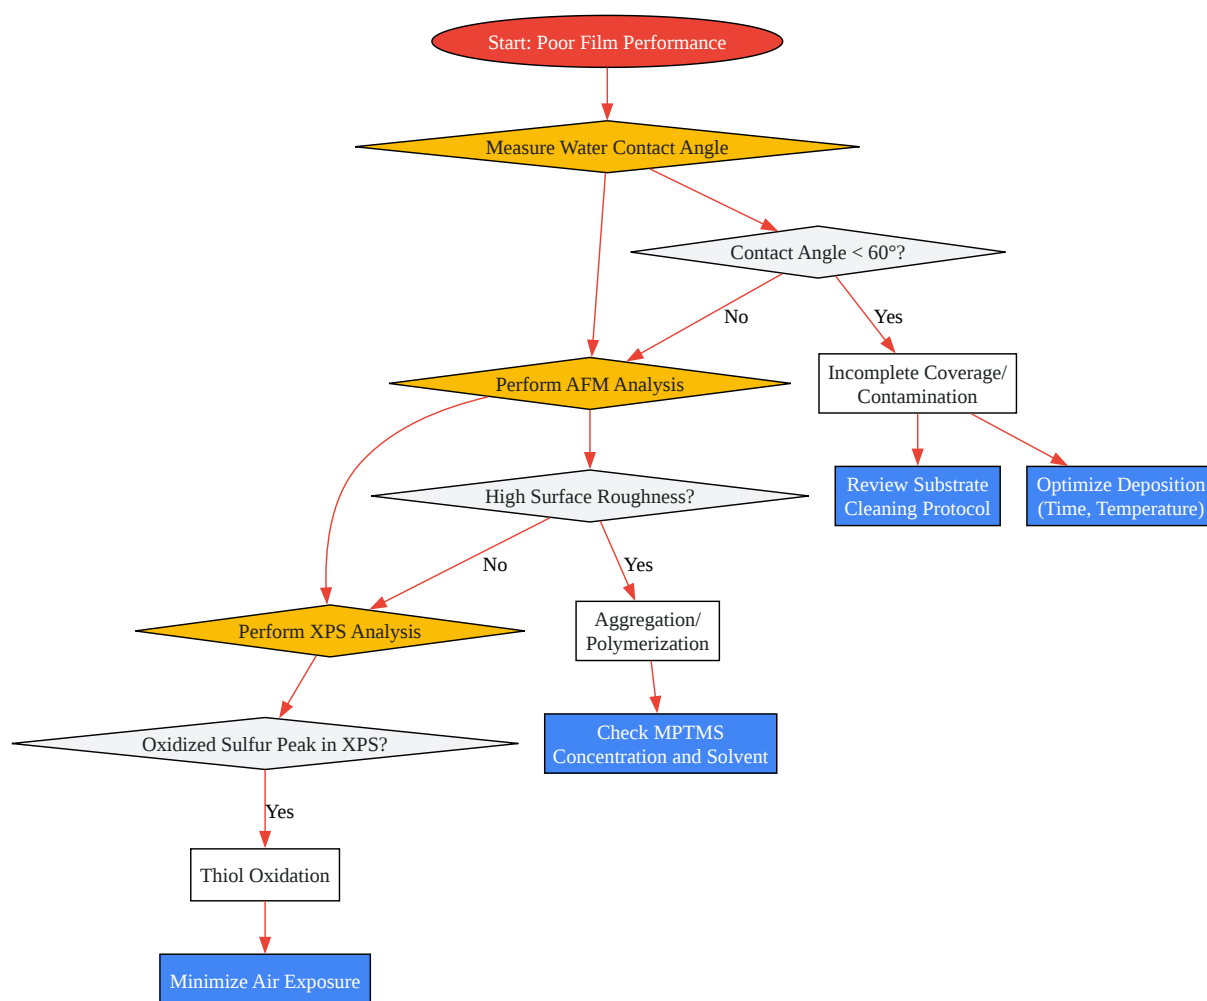 Start: Poor Film Performance
Measure Water Contact Angle
Contact Angle < 60°?
No
Yes
Incomplete Coverage/
Contamination
Perform AFM Analysis
Review Substrate
Cleaning Protocol
Optimize Deposition
(Time, Temperature)
High Surface Roughness?
No
Yes
Aggregation/
Polymerization
Perform XPS Analysis
Check MPTMS
Concentration and Solvent
Oxidized Sulfur Peak in XPS?
Yes
Thiol Oxidation
Minimize Air Exposure